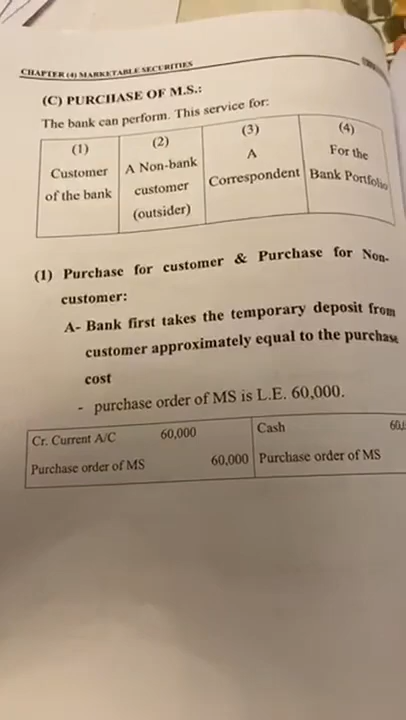 CHAPTER (4) MARKETABLE SECURITIES
(C) PURCHASE OF M.S.:
The bank can perform. This service for:
(1)
Customer
of the bank
(2)
A Non-bank
customer
(outsider)
(3)
A
Correspondent
(4)
For the
Bank Portfolio
(1) Purchase for customer & Purchase for Non-
customer:
A- Bank first takes the temporary deposit from
customer approximately equal to the purchase
cost
- purchase order of MS is L.E. 60,000.
Cr. Current A/C 60,000
Purchase order of MS 60,000
Cash
Purchase order of MS